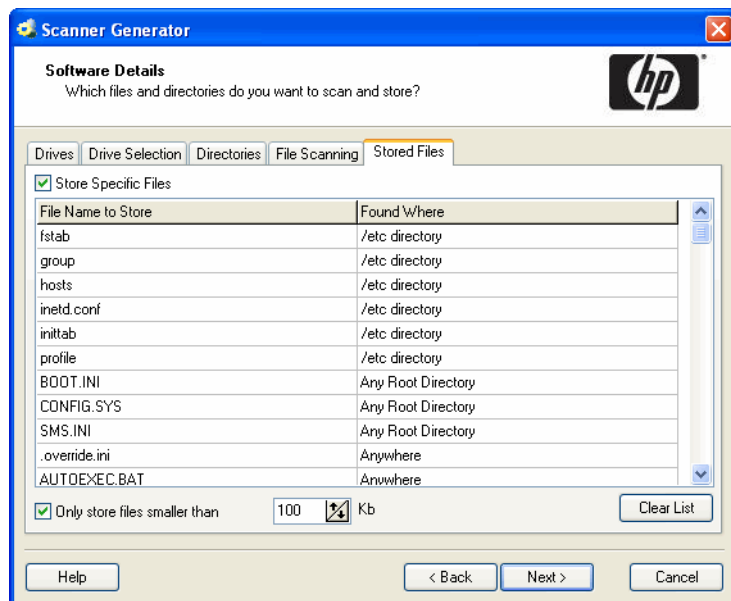 Scanner Generator
Software Details
Which files and directories do you want to scan and store?
hp
Drives Drive Selection Directories File Scanning Stored Files
Store Specific Files
File Name to Store Found Where
fstab /etc directory
group /etc directory
hosts /etc directory
inetd.conf /etc directory
inittab /etc directory
profile /etc directory
BOOT.INI Any Root Directory
CONFIG.SYS Any Root Directory
SMS.INI Any Root Directory
.override.ini Anywhere
AUTOEXEC.BAT Anywhere
Only store files smaller than 100 Kb Clear List
Help < Back Next > Cancel